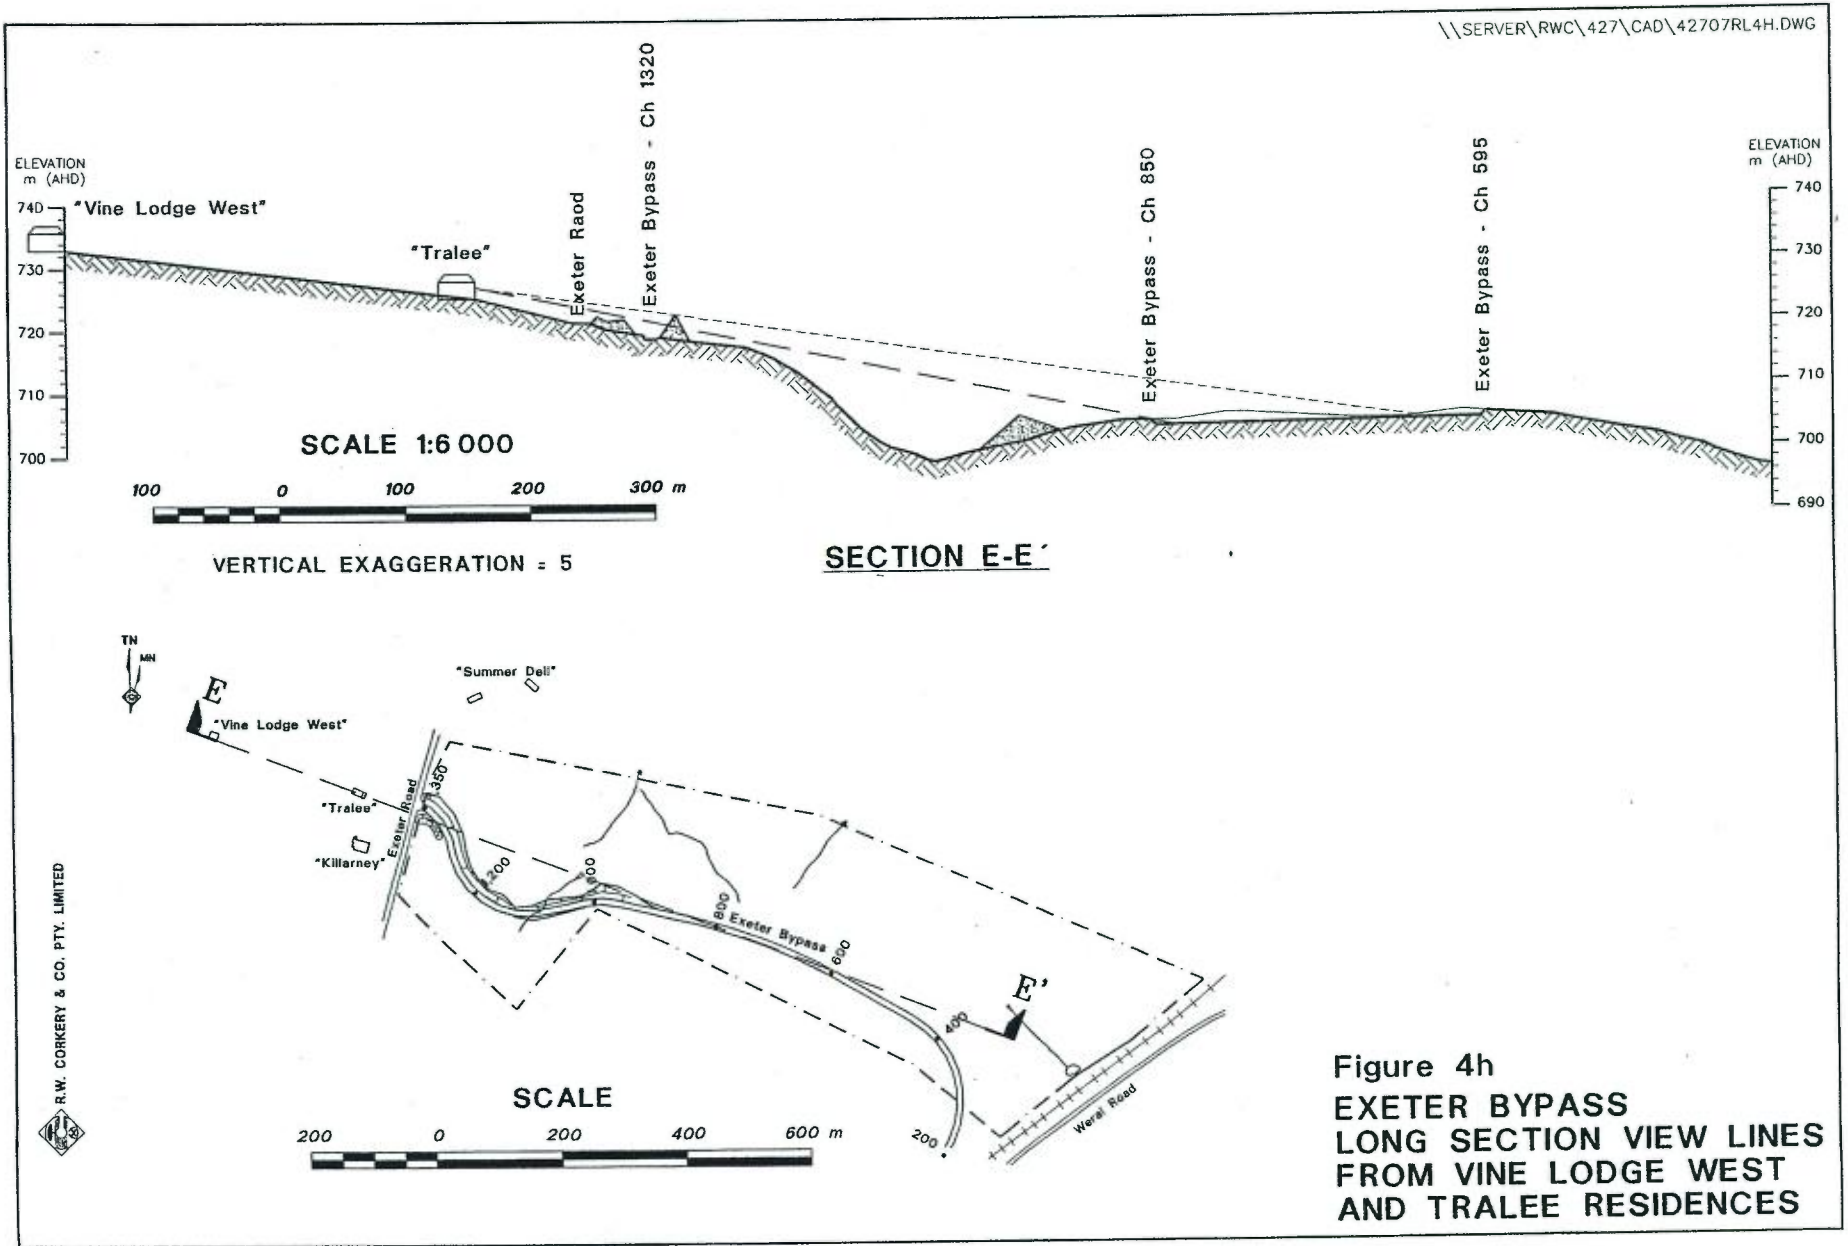 \\SERVER\RWC\427\CAD\42707RL4H.DWG
ELEVATION
m (AHD)
740
730
720
710
700
"Vine Lodge West"
"Tralee"
Exeter Raod
Exeter Bypass - Ch 1320
Exeter Bypass - Ch 850
Exeter Bypass - Ch 595
ELEVATION
m (AHD)
740
730
720
710
700
690
SCALE 1:6 000
100 0 100 200 300 m
VERTICAL EXAGGERATION = 5
SECTION E-E´
TN
MN
E
"Vine Lodge West"
"Summer Dell"
"Tralee"
"Killarney"
Exeter Road
800
Exeter Bypass
600
400
200
E'
Weral Road
SCALE
200 0 200 400 600 m
R.W. CORKERY & CO. PTY. LIMITED
Figure 4h
EXETER BYPASS
LONG SECTION VIEW LINES
FROM VINE LODGE WEST
AND TRALEE RESIDENCES